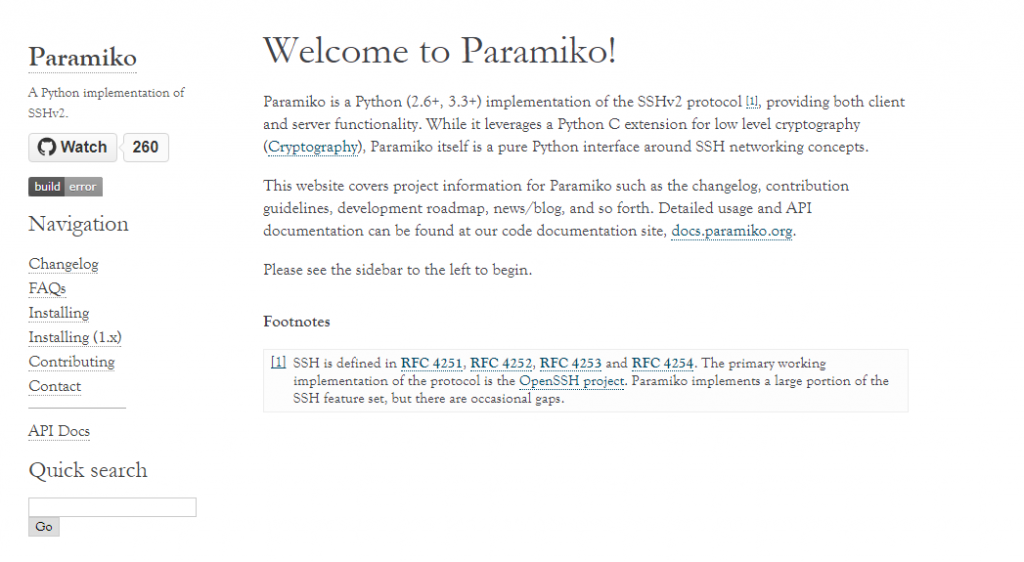 Paramiko
A Python implementation of
SSHv2.
Watch 260
build error
Navigation
Changelog
FAQs
Installing
Installing (1.x)
Contributing
Contact
API Docs
Quick search
Go
Welcome to Paramiko!
Paramiko is a Python (2.6+, 3.3+) implementation of the SSHv2 protocol [1], providing both client
and server functionality. While it leverages a Python C extension for low level cryptography
(Cryptography), Paramiko itself is a pure Python interface around SSH networking concepts.
This website covers project information for Paramiko such as the changelog, contribution
guidelines, development roadmap, news/blog, and so forth. Detailed usage and API
documentation can be found at our code documentation site, docs.paramiko.org.
Please see the sidebar to the left to begin.
Footnotes
[1] SSH is defined in RFC 4251, RFC 4252, RFC 4253 and RFC 4254. The primary working
implementation of the protocol is the OpenSSH project. Paramiko implements a large portion of the
SSH feature set, but there are occasional gaps.